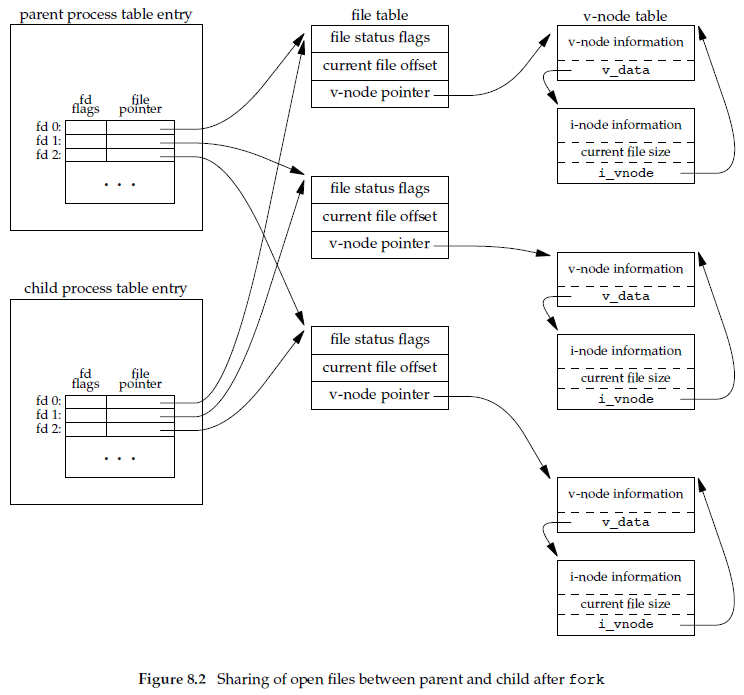 parent process table entry
fd flags
file pointer
fd 0:
fd 1:
fd 2:
. . .
child process table entry
fd flags
file pointer
fd 0:
fd 1:
fd 2:
. . .
file table
file status flags
current file offset
v-node pointer
file status flags
current file offset
v-node pointer
file status flags
current file offset
v-node pointer
v-node table
v-node information
v_data
i-node information
current file size
i_vnode
v-node information
v_data
i-node information
current file size
i_vnode
v-node information
v_data
i-node information
current file size
i_vnode
Figure 8.2 Sharing of open files between parent and child after fork